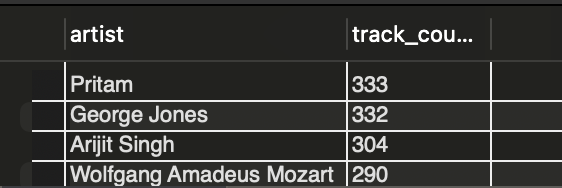 artist track_cou...
Pritam 333
George Jones 332
Arijit Singh 304
Wolfgang Amadeus Mozart 290